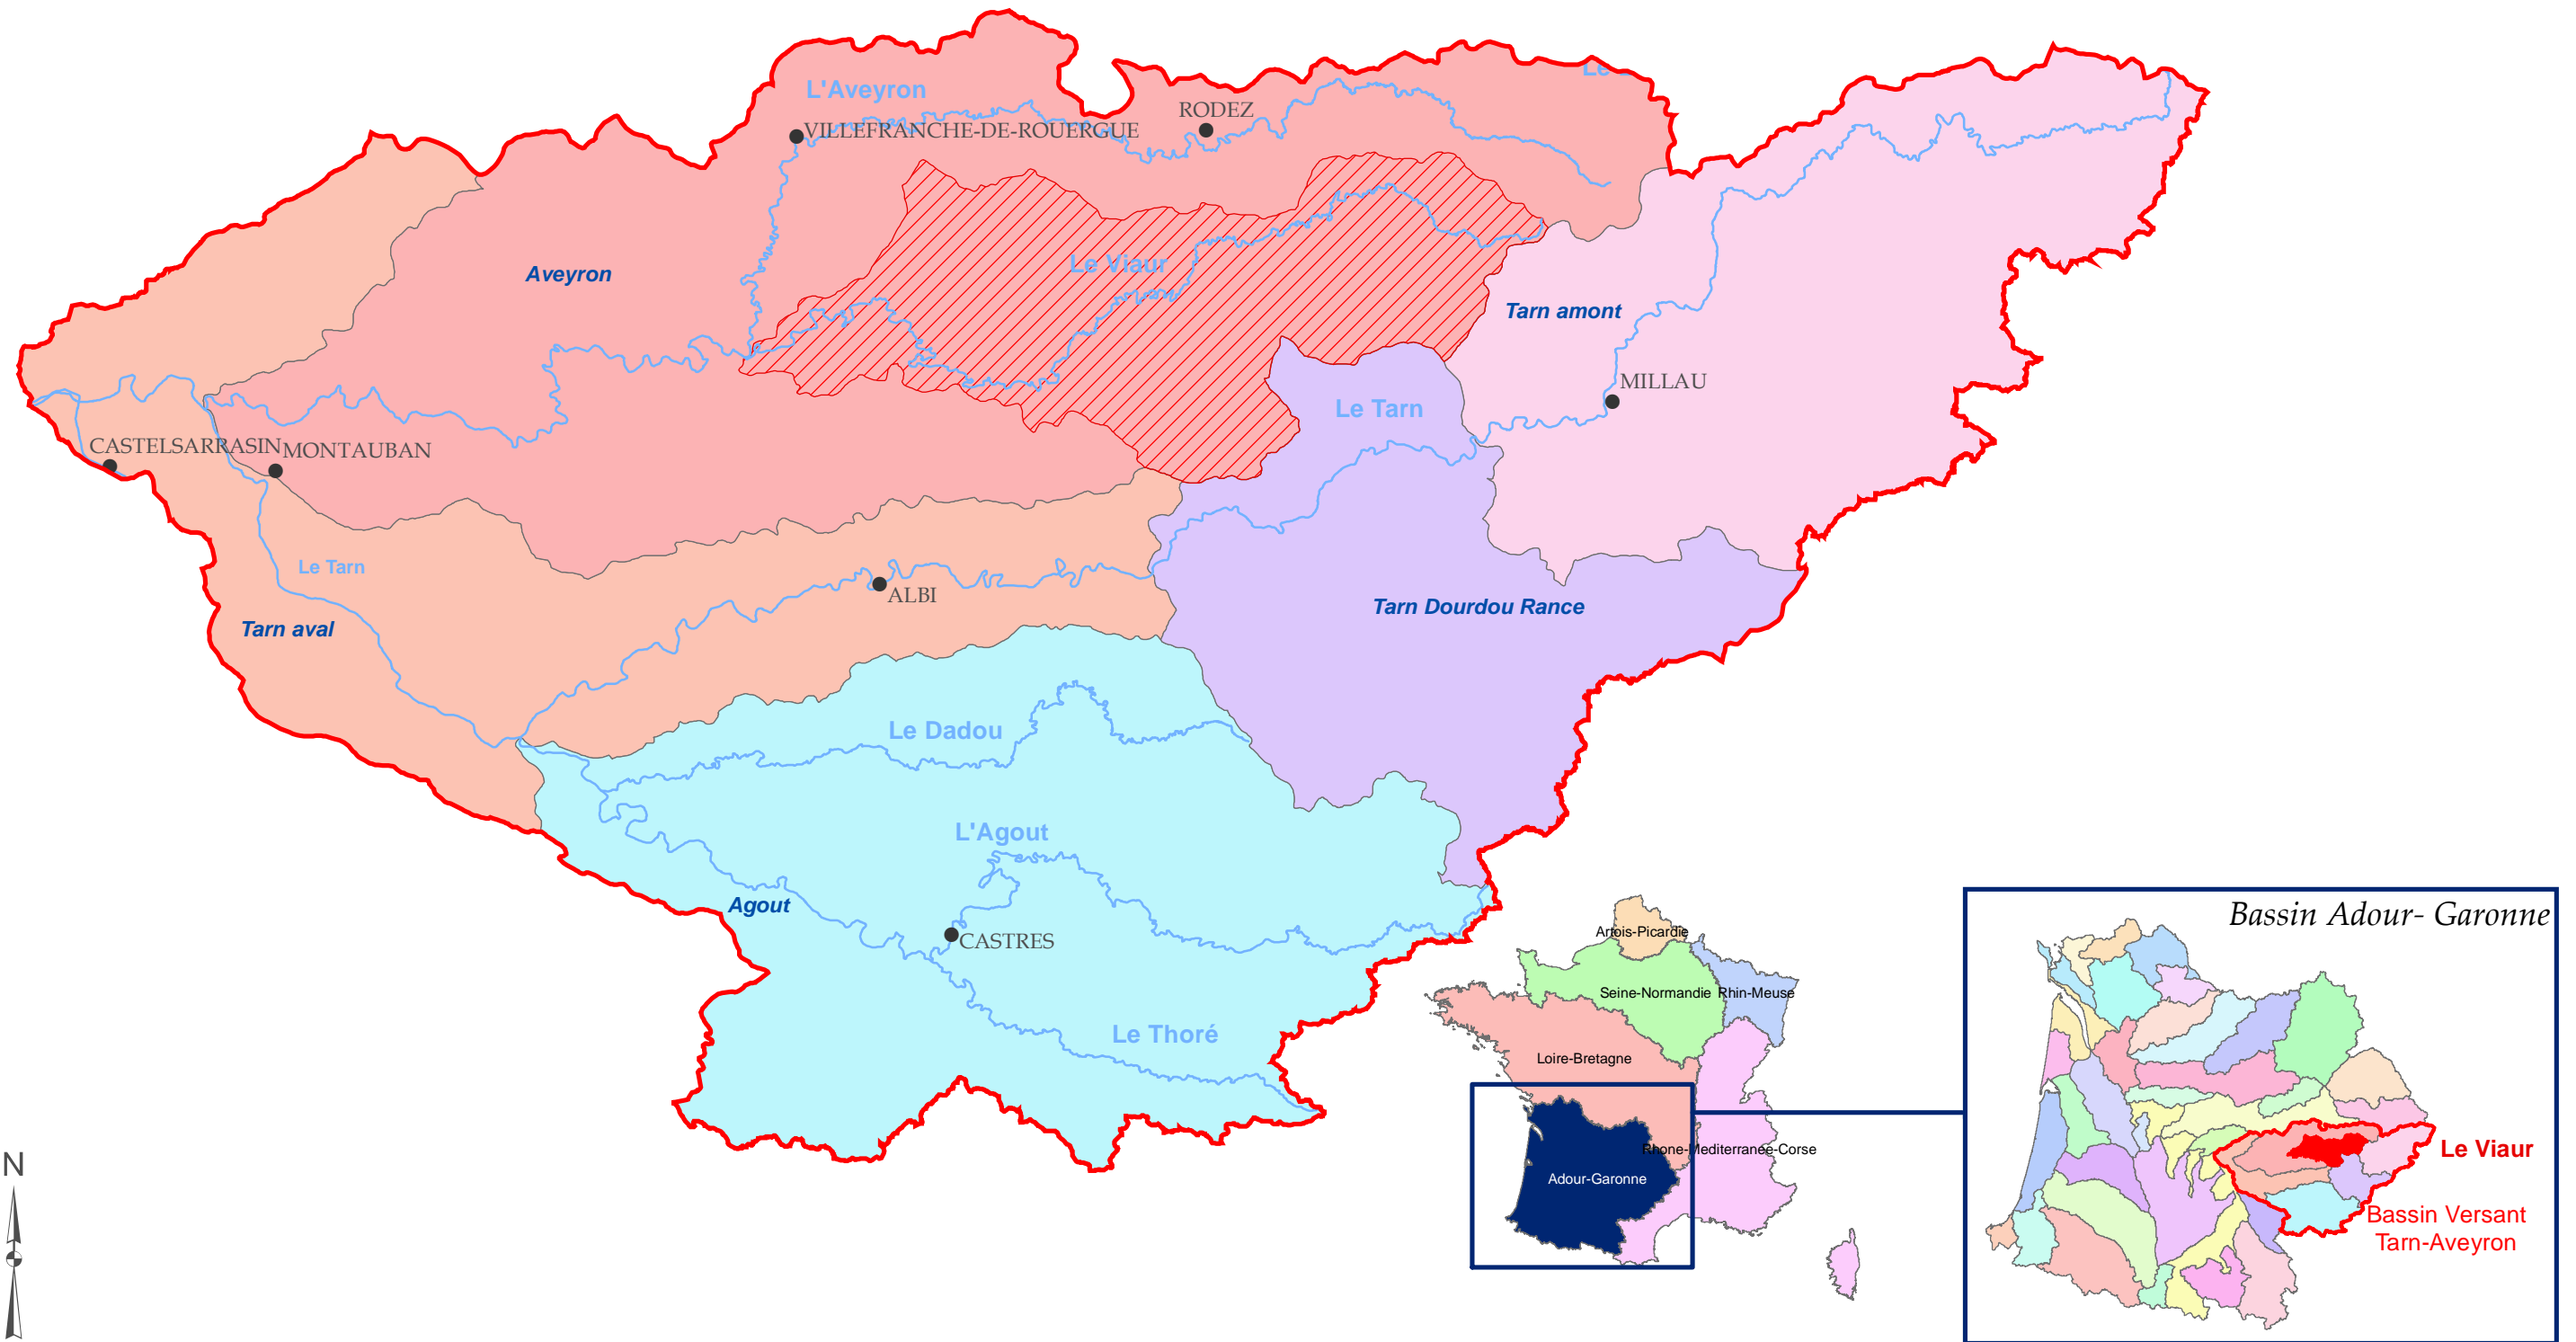 L'Aveyron
RODEZ
VILLEFRANCHE-DE-ROUERGUE
Le Viaur
Aveyron
Tarn amont
MILLAU
Le Tarn
CASTELSARRASIN
MONTAUBAN
Le Tarn
ALBI
Tarn Dourdou Rance
Tarn aval
Le Dadou
L'Agout
Agout
CASTRES
Le Thoré
N
Artois-Picardie
Seine-Normandie
Rhin-Meuse
Loire-Bretagne
Rhone-Mediterranée-Corse
Adour-Garonne
Bassin Adour- Garonne
Le Viaur
Bassin Versant
Tarn-Aveyron